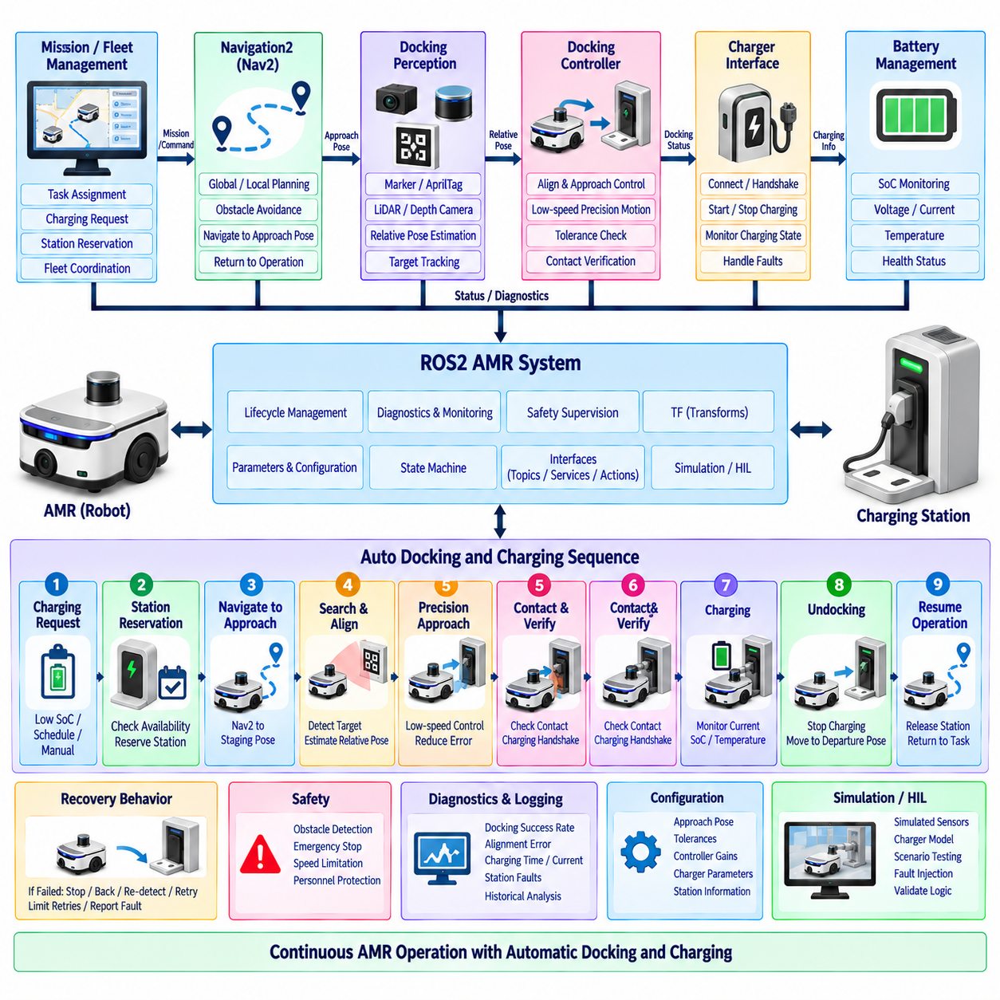 Mission / Fleet
Management
Task Assignment
Charging Request
Station Reservation
Fleet Coordination
Mission
/Command
Navigation2
(Nav2)
Global / Local Planning
Obstacle Avoidance
Navigate to Approach Pose
Return to Operation
Approach
Pose
Docking
Perception
Marker / AprilTag
LiDAR / Depth Camera
Relative Pose Estimation
Target Tracking
Relative
Pose
Docking
Controller
Align & Approach Control
Low-speed Precision Motion
Tolerance Check
Contact Verification
Docking
Status
Charger
Interface
Connect / Handshake
Start / Stop Charging
Monitor Charging State
Handle Faults
Charging
Info
Battery
Management
SoC Monitoring
Voltage / Current
Temperature
Health Status
Status / Diagnostics
ROS2 AMR System
Lifecycle Management
Diagnostics & Monitoring
Safety Supervision
TF (Transforms)
Parameters & Configuration
State Machine
Interfaces
(Topics / Services / Actions)
Simulation / HIL
AMR (Robot)
Charging Station
Auto Docking and Charging Sequence
1
Charging
Request
Low SoC /
Schedule /
Manual
2
Station
Reservation
Check Availability
Reserve Station
3
Navigate to
Approach
Nav2 to
Staging Pose
4
Search &
Align
Detect Target
Estimate Relative Pose
5
Precision
Approach
Low-speed Control
Reduce Error
5
Contact &
Verify
Check Contact
Charging Handshake
6
Contact&
Verify
Check Contact
Charging Handshake
7
Charging
Monitor Current
SoC / Temperature
8
Undocking
Stop Charging
Move to Departure Pose
9
Resume
Operation
Release Station
Return to Task
Recovery Behavior
If Failed: Stop / Back / Re-detect / Retry
Limit Retries / Report Fault
Safety
Obstacle Detection
Emergency Stop
Speed Limitation
Personnel Protection
Diagnostics & Logging
Docking Success Rate
Alignment Error
Charging Time / Current
Station Faults
Historical Analysis
Configuration
Approach Pose
Tolerances
Controller Gains
Charger Parameters
Station Information
Simulation / HIL
Simulated Sensors
Charger Model
Scenario Testing
Fault Injection
Validate Logic
Continuous AMR Operation with Automatic Docking and Charging